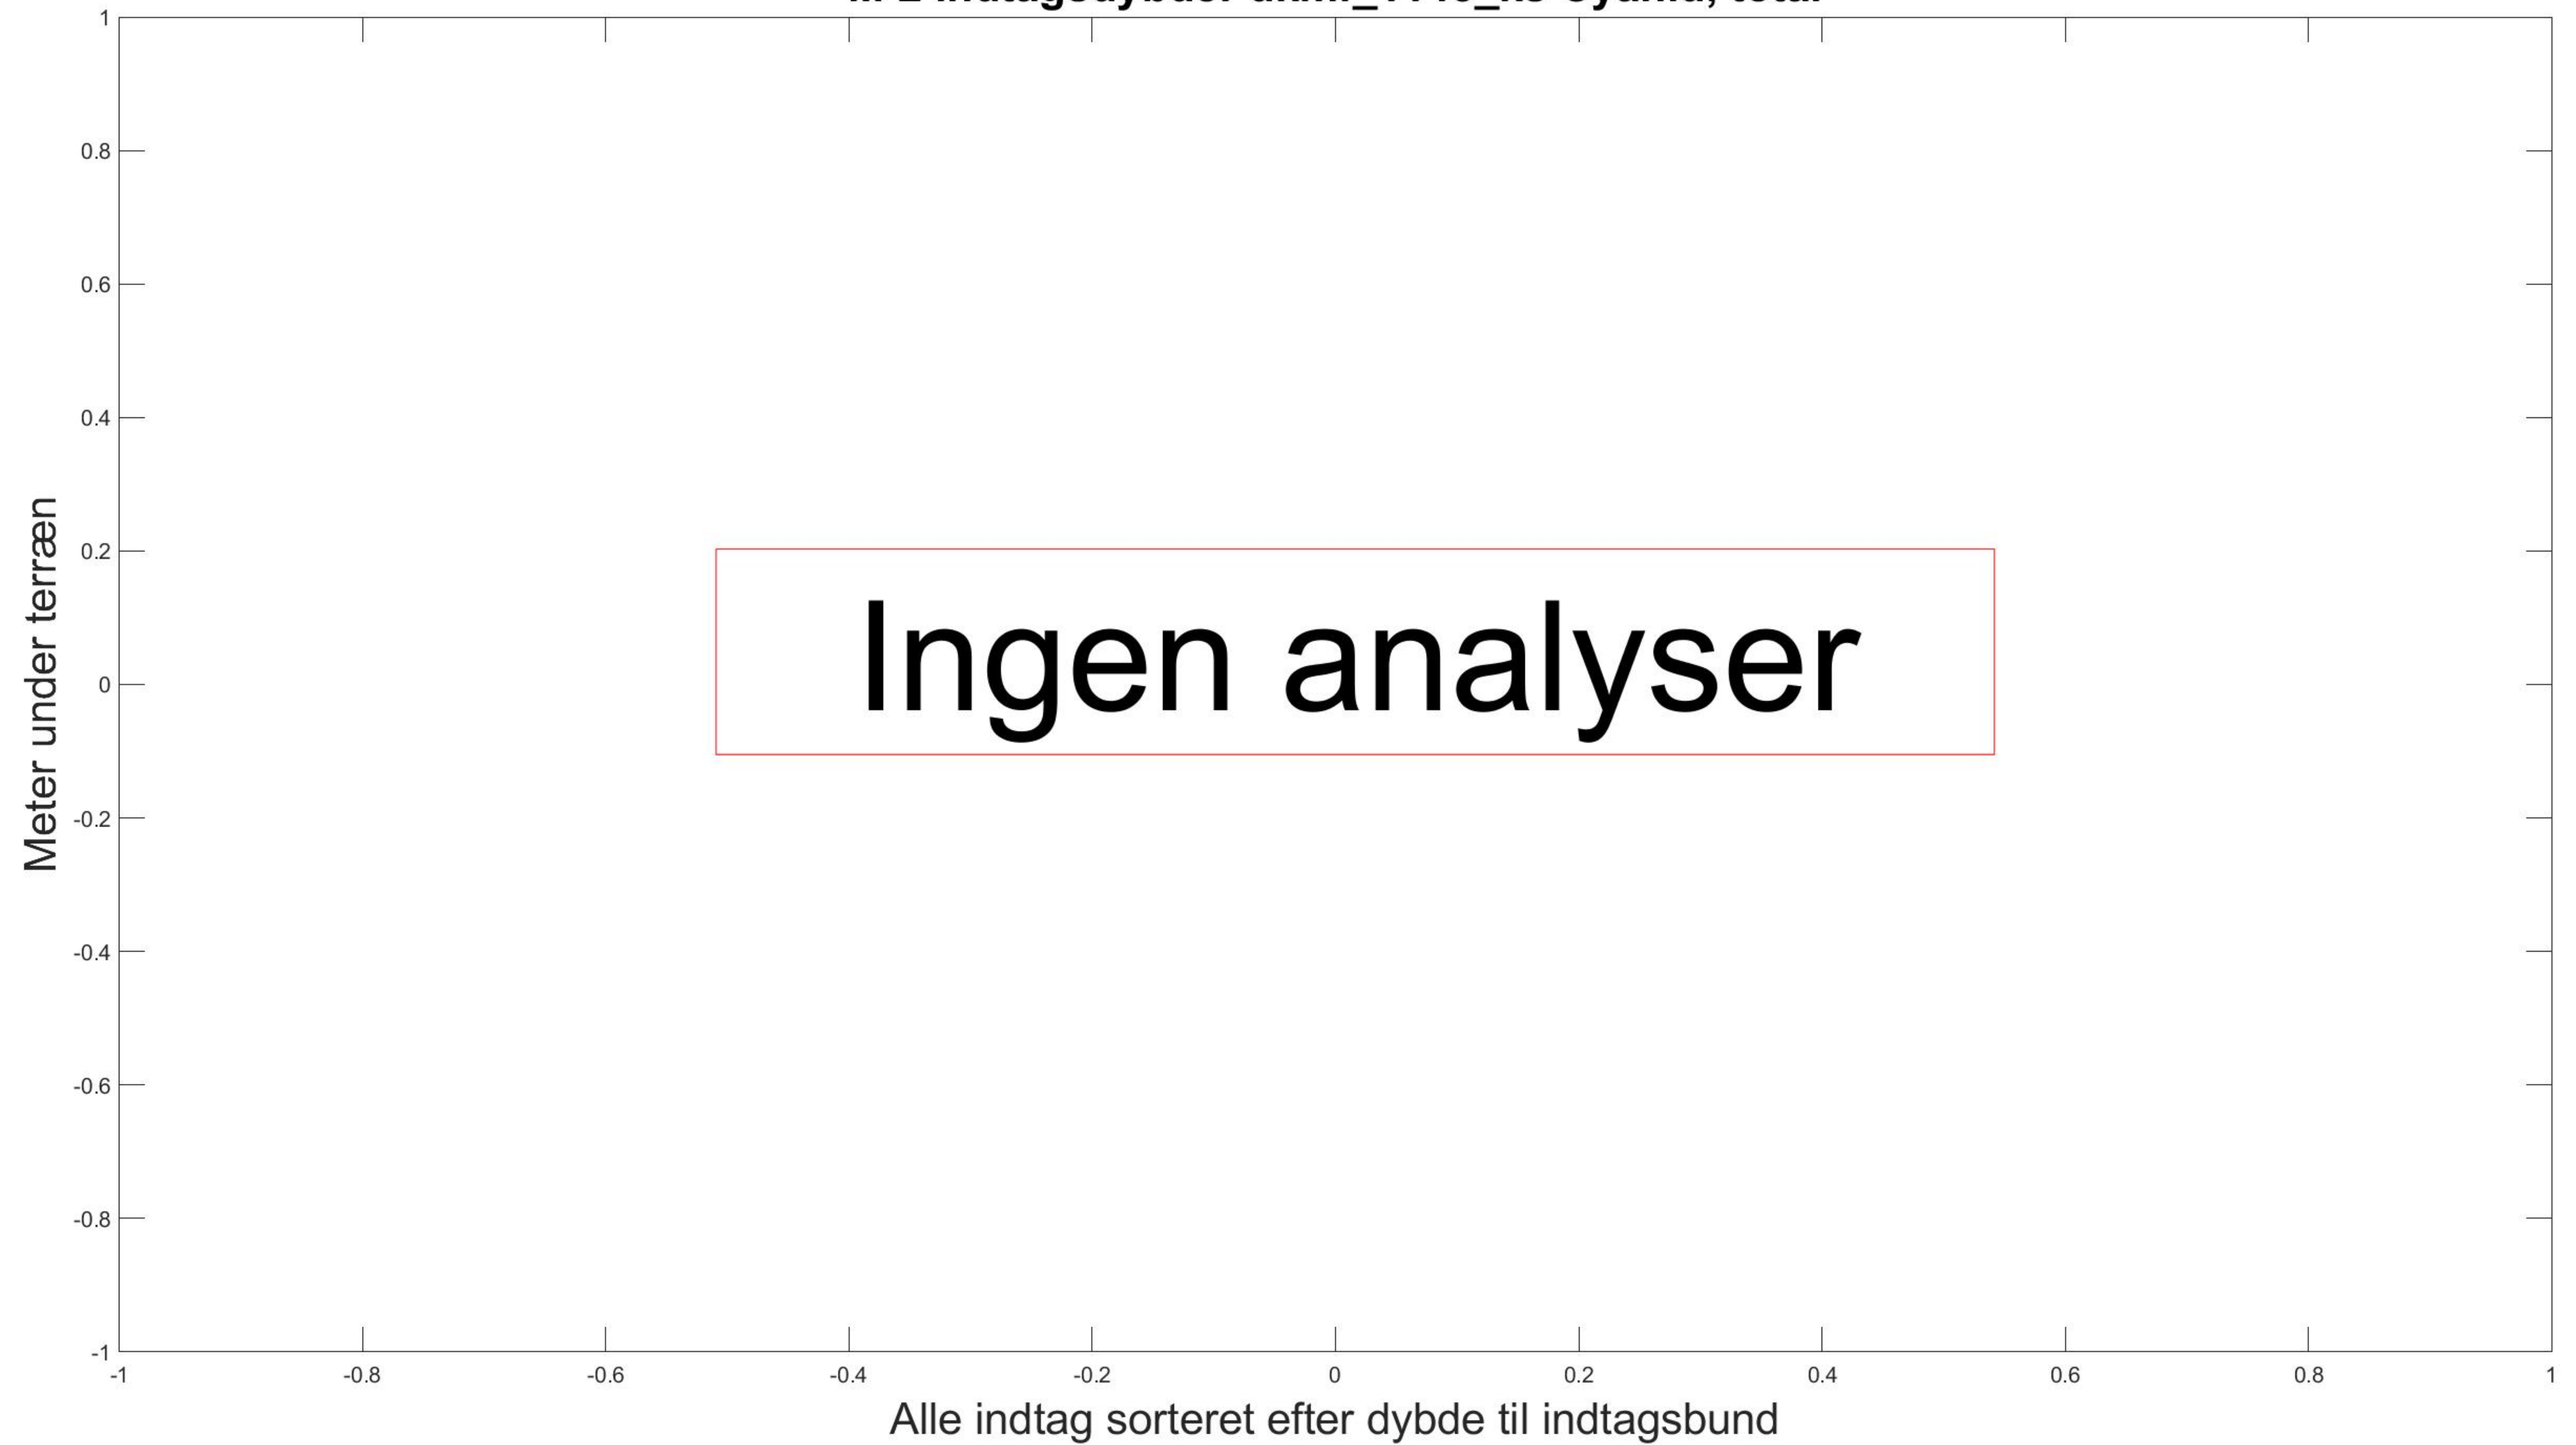 1
0.8
0.6
0.4
0.2
0
-0.2
-0.4
-0.6
-0.8
-1
Meter under terræn
Ingen analyser
-1 -0.8 -0.6 -0.4 -0.2 0 0.2 0.4 0.6 0.8 1
Alle indtag sorteret efter dybde til indtagsbund